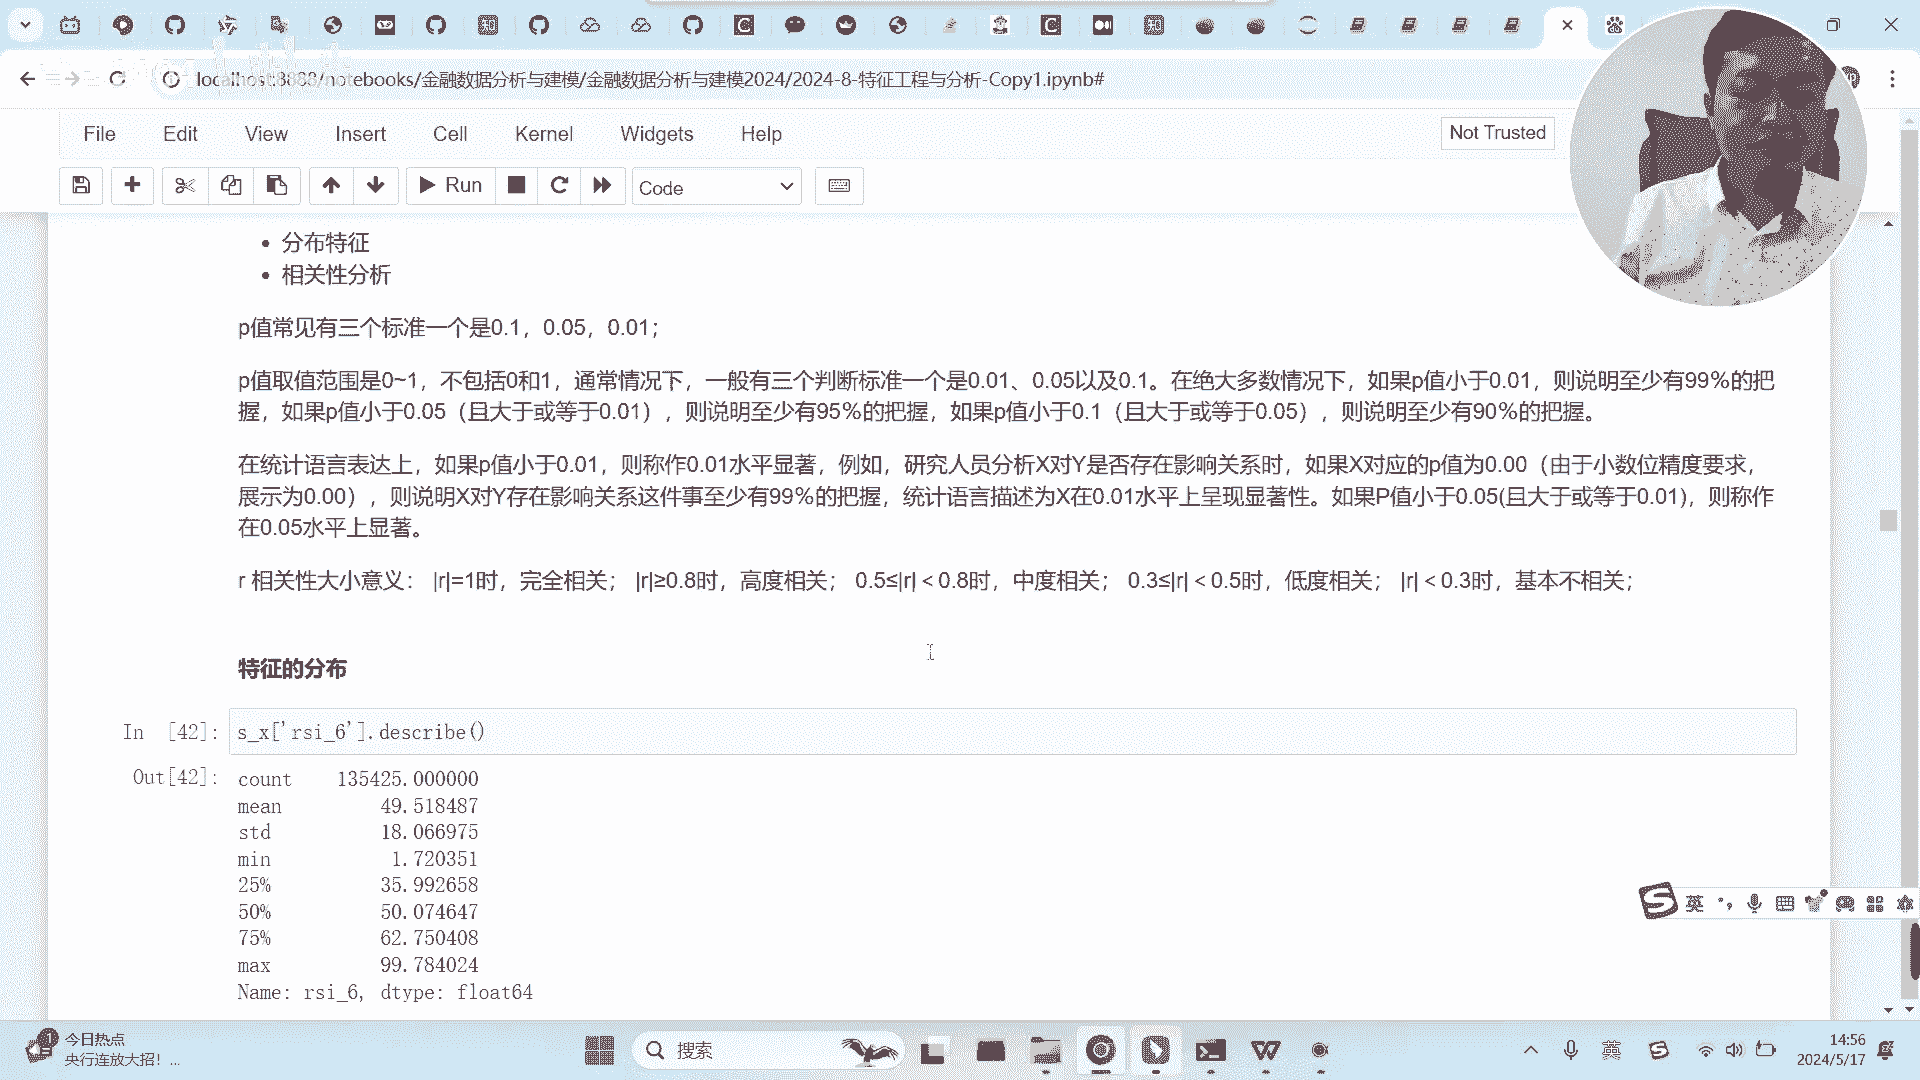 localhost:8888/notebooks/金融数据分析与建模/金融数据分析与建模2024/2024-8-特征工程与分析-Copy1.ipynb#
File Edit View Insert Cell Kernel Widgets Help
Not Trusted
Run
Code
分布特征
相关性分析
p值常见有三个标准一个是0.1，0.05，0.01；
p值取值范围是0~1，不包括0和1，通常情况下，一般有三个判断标准一个是0.01、0.05以及0.1。在绝大多数情况下，如果p值小于0.01，则说明至少有99%的把
握，如果p值小于0.05（且大于或等于0.01），则说明至少有95%的把握，如果p值小于0.1（且大于或等于0.05），则说明至少有90%的把握。
在统计语言表达上，如果p值小于0.01，则称作0.01水平显著，例如，研究人员分析X对Y是否存在影响关系时，如果X对应的p值为0.00（由于小数位精度要求，
展示为0.00），则说明X对Y存在影响关系这件事至少有99%的把握，统计语言描述为X在0.01水平上呈现显著性。如果P值小于0.05(且大于或等于0.01)，则称作
在0.05水平上显著。
r 相关性大小意义： |r|=1时，完全相关； |r|≥0.8时，高度相关； 0.5≤|r|＜0.8时，中度相关； 0.3≤|r|＜0.5时，低度相关； |r|＜0.3时，基本不相关；
特征的分布
In [42]: s_x['rsi_6'].describe()
Out[42]: count 135425.000000
mean 49.518487
std 18.066975
min 1.720351
25% 35.992658
50% 50.074647
75% 62.750408
max 99.784024
Name: rsi_6, dtype: float64
英
今日热点
央行连放大招！...
搜索
英
14:56
2024/5/17